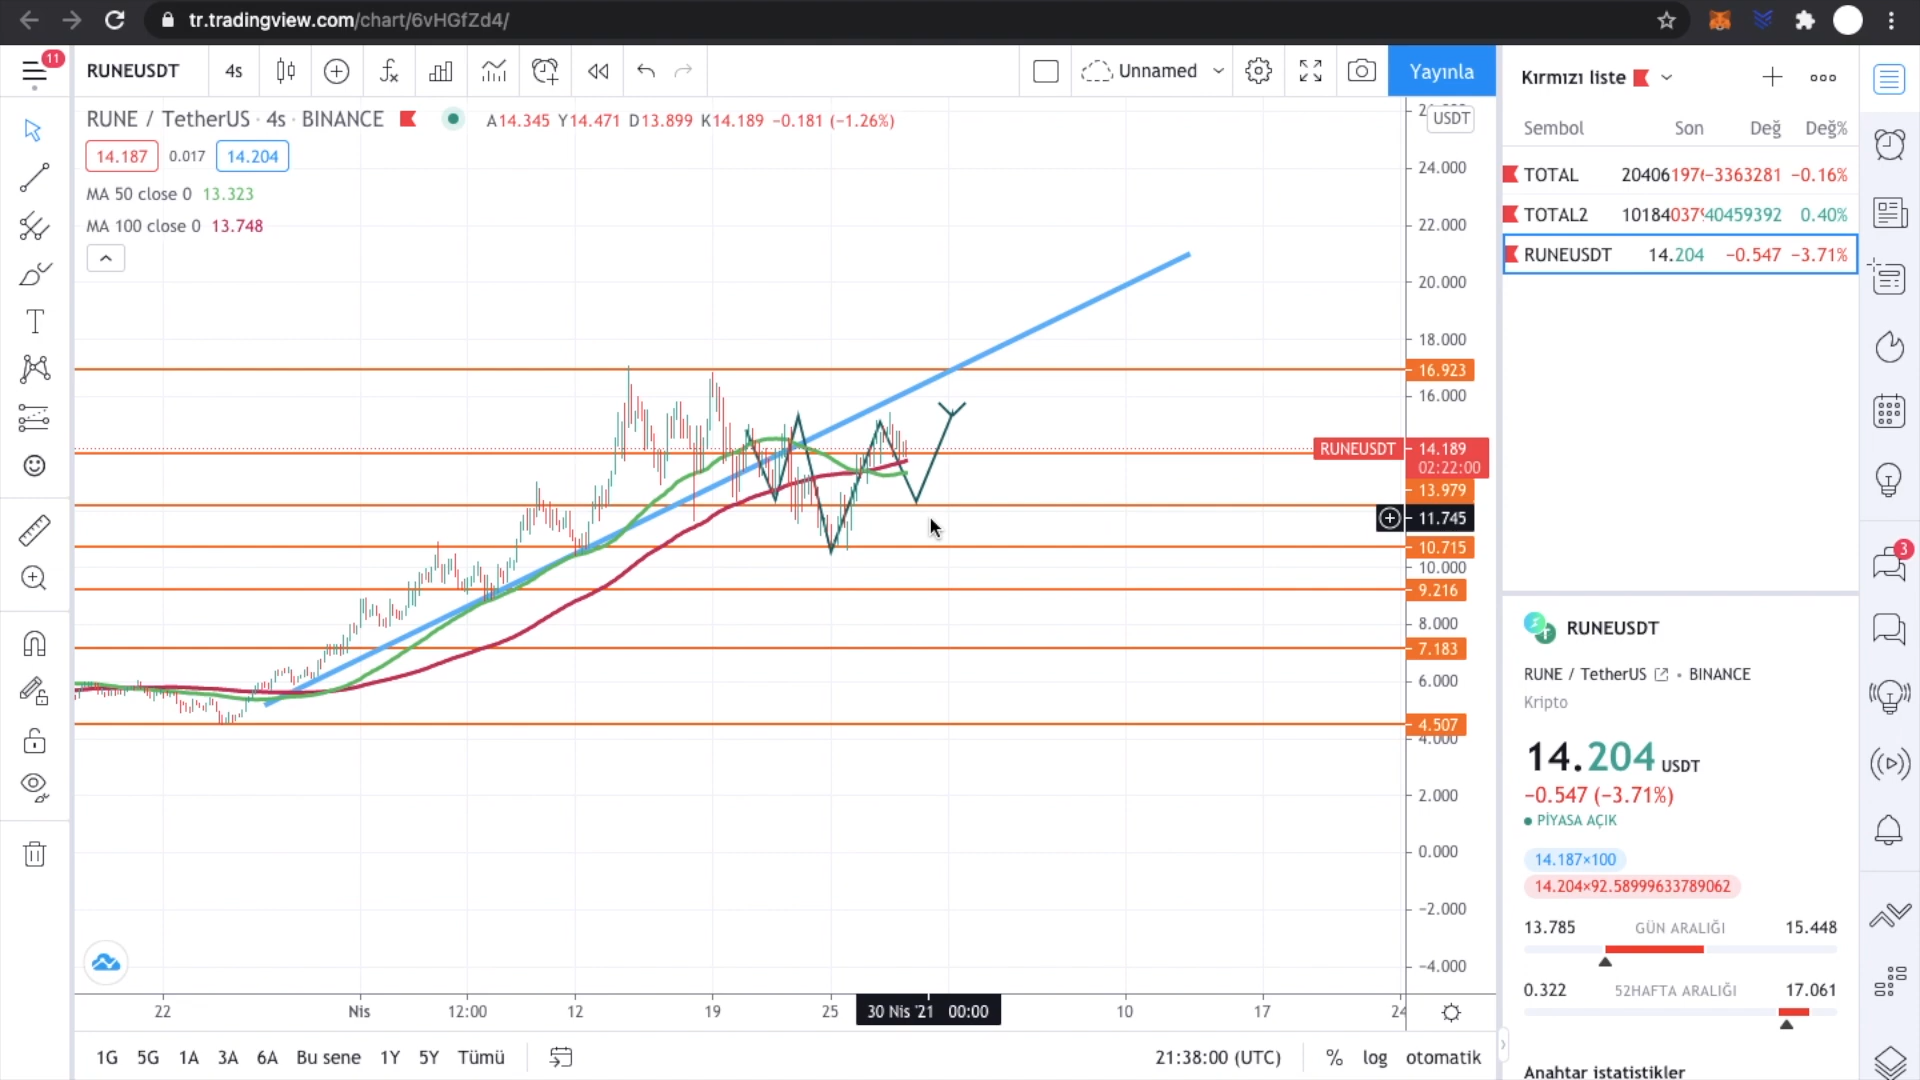 tr.tradingview.com/chart/6vHGfZd4/
11
RUNEUSDT
4s
Unnamed
Yayınla
RUNE / TetherUS · 4s · BINANCE
A14.345 Y14.471 D13.899 K14.189 −0.181 (−1.26%)
14.187
0.017
14.204
MA 50 close 0 13.323
MA 100 close 0 13.748
USDT
24.000
22.000
20.000
18.000
16.923
16.000
RUNEUSDT
14.189
02:22:00
13.979
11.745
10.715
10.000
9.216
8.000
7.183
6.000
4.507
4.000
2.000
0.000
−2.000
−4.000
22
Nis
12:00
12
19
25
30 Nis '21 00:00
10
17
24
1G
5G
1A
3A
6A
Bu sene
1Y
5Y
Tümü
21:38:00 (UTC)
%
log
otomatik
Kırmızı liste
Sembol Son Değ Değ%
TOTAL −3363281 −0.16%
TOTAL2 40459392 0.40%
RUNEUSDT 14.204 −0.547 −3.71%
3
RUNEUSDT
RUNE / TetherUS • BINANCE
Kripto
14.204 USDT
−0.547 (−3.71%)
PİYASA AÇIK
14.187×100
14.204×92.58999633789062
13.785 GÜN ARALIĞI 15.448
0.322 52HAFTA ARALIĞI 17.061
Anahtar istatistikler